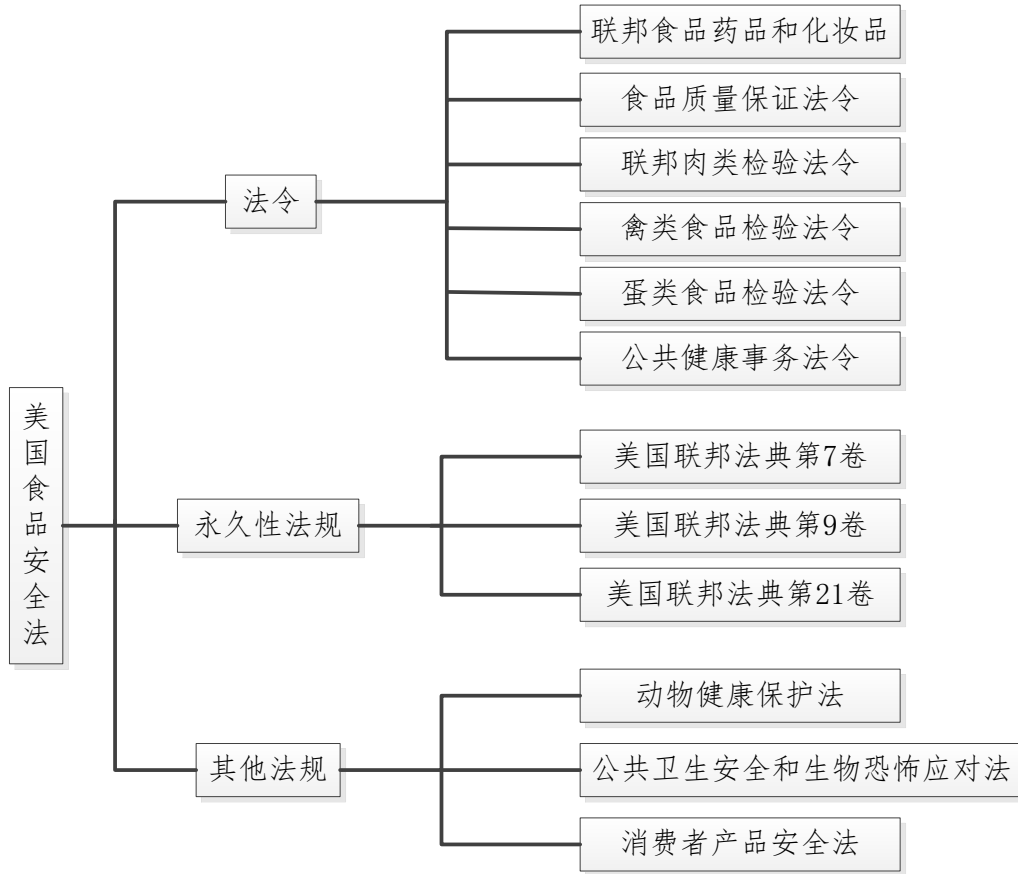 美国食品安全法
法令
联邦食品药品和化妆品
食品质量保证法令
联邦肉类检验法令
禽类食品检验法令
蛋类食品检验法令
公共健康事务法令
永久性法规
美国联邦法典第7卷
美国联邦法典第9卷
美国联邦法典第21卷
其他法规
动物健康保护法
公共卫生安全和生物恐怖应对法
消费者产品安全法